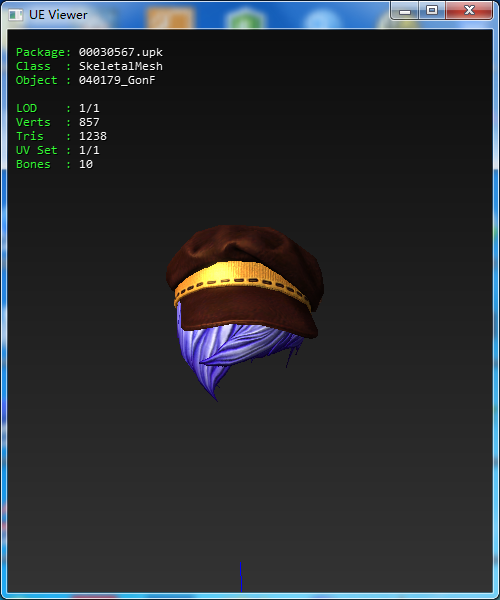 UE Viewer
Package: 00030567.upk
Class : SkeletalMesh
Object : 040179_GonF
LOD : 1/1
Verts : 857
Tris : 1238
UV Set : 1/1
Bones : 10